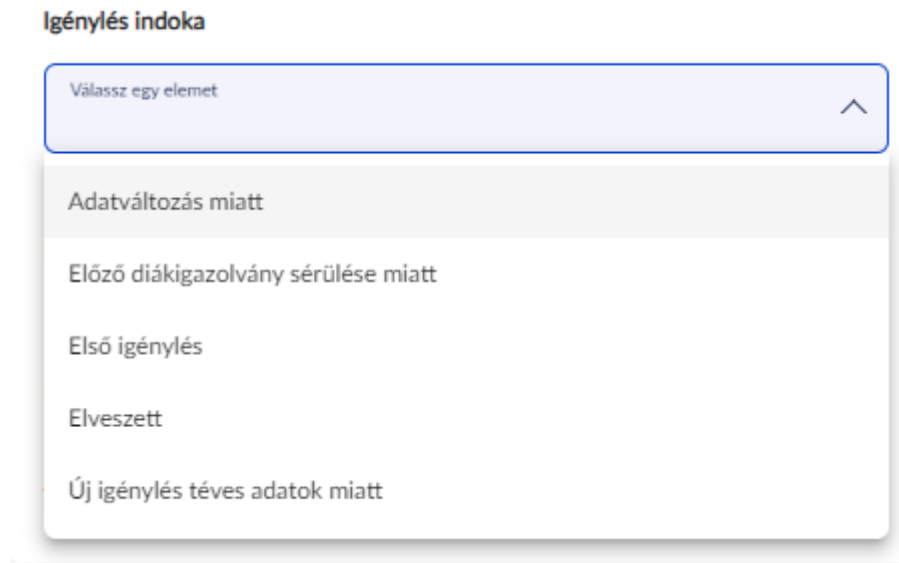 Igénylés indoka
Válassz egy elemet
Adatváltozás miatt
Előző diákigazolvány sérülése miatt
Első igénylés
Elveszett
Új igénylés téves adatok miatt